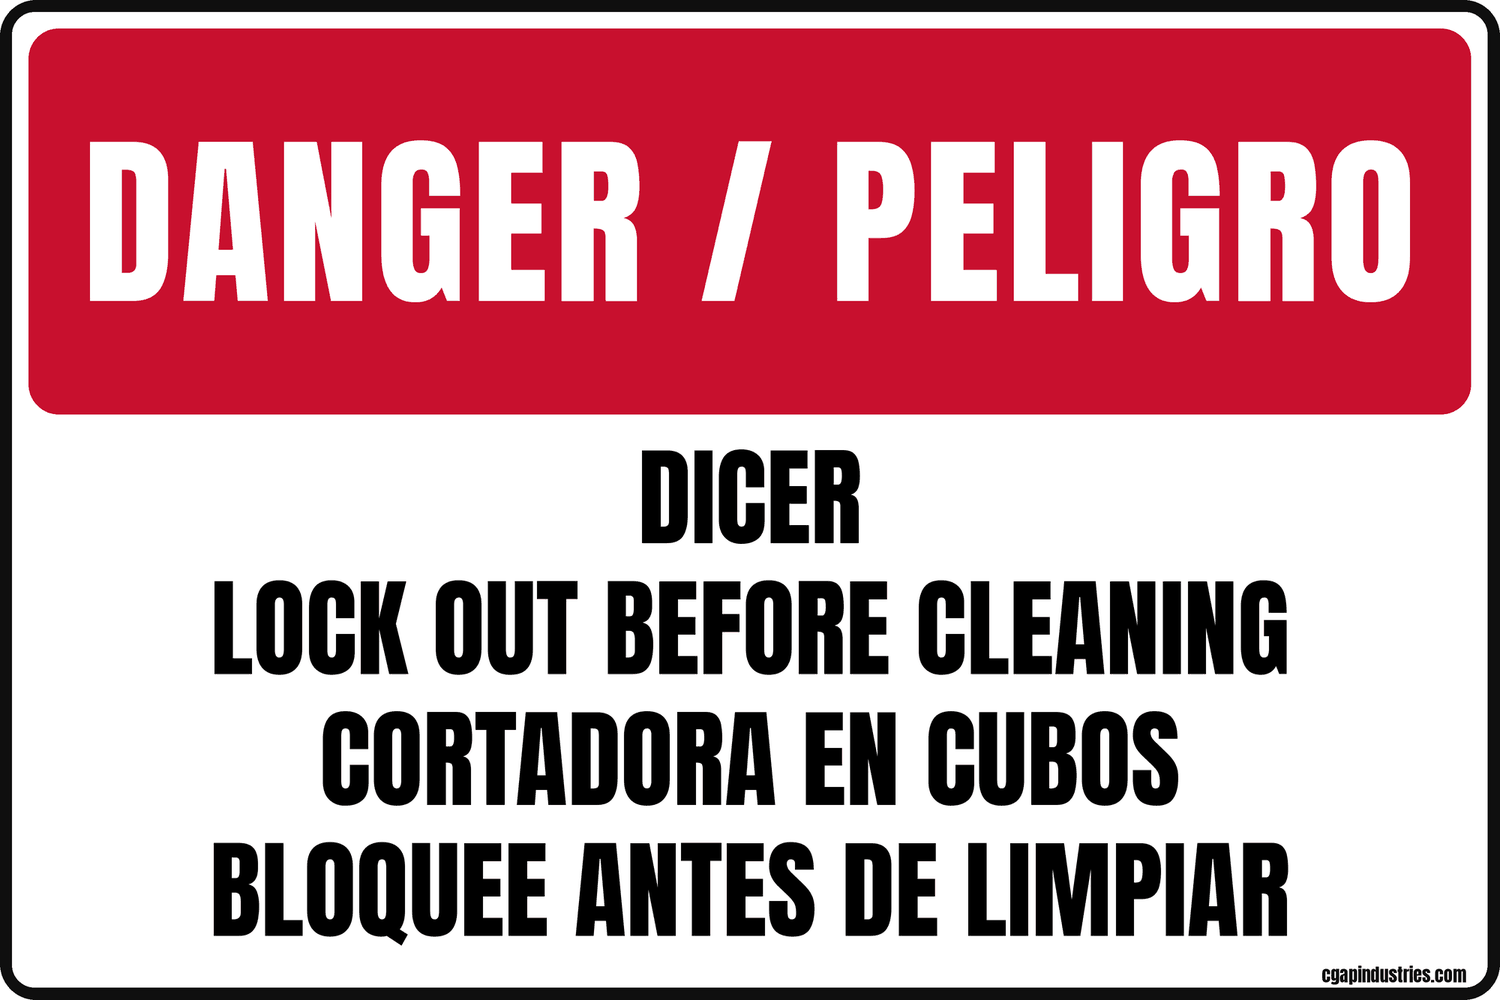 DANGER / PELIGRO
DICER
LOCK OUT BEFORE CLEANING
CORTADORA EN CUBOS
BLOQUEE ANTES DE LIMPIAR
cgapindustries.com